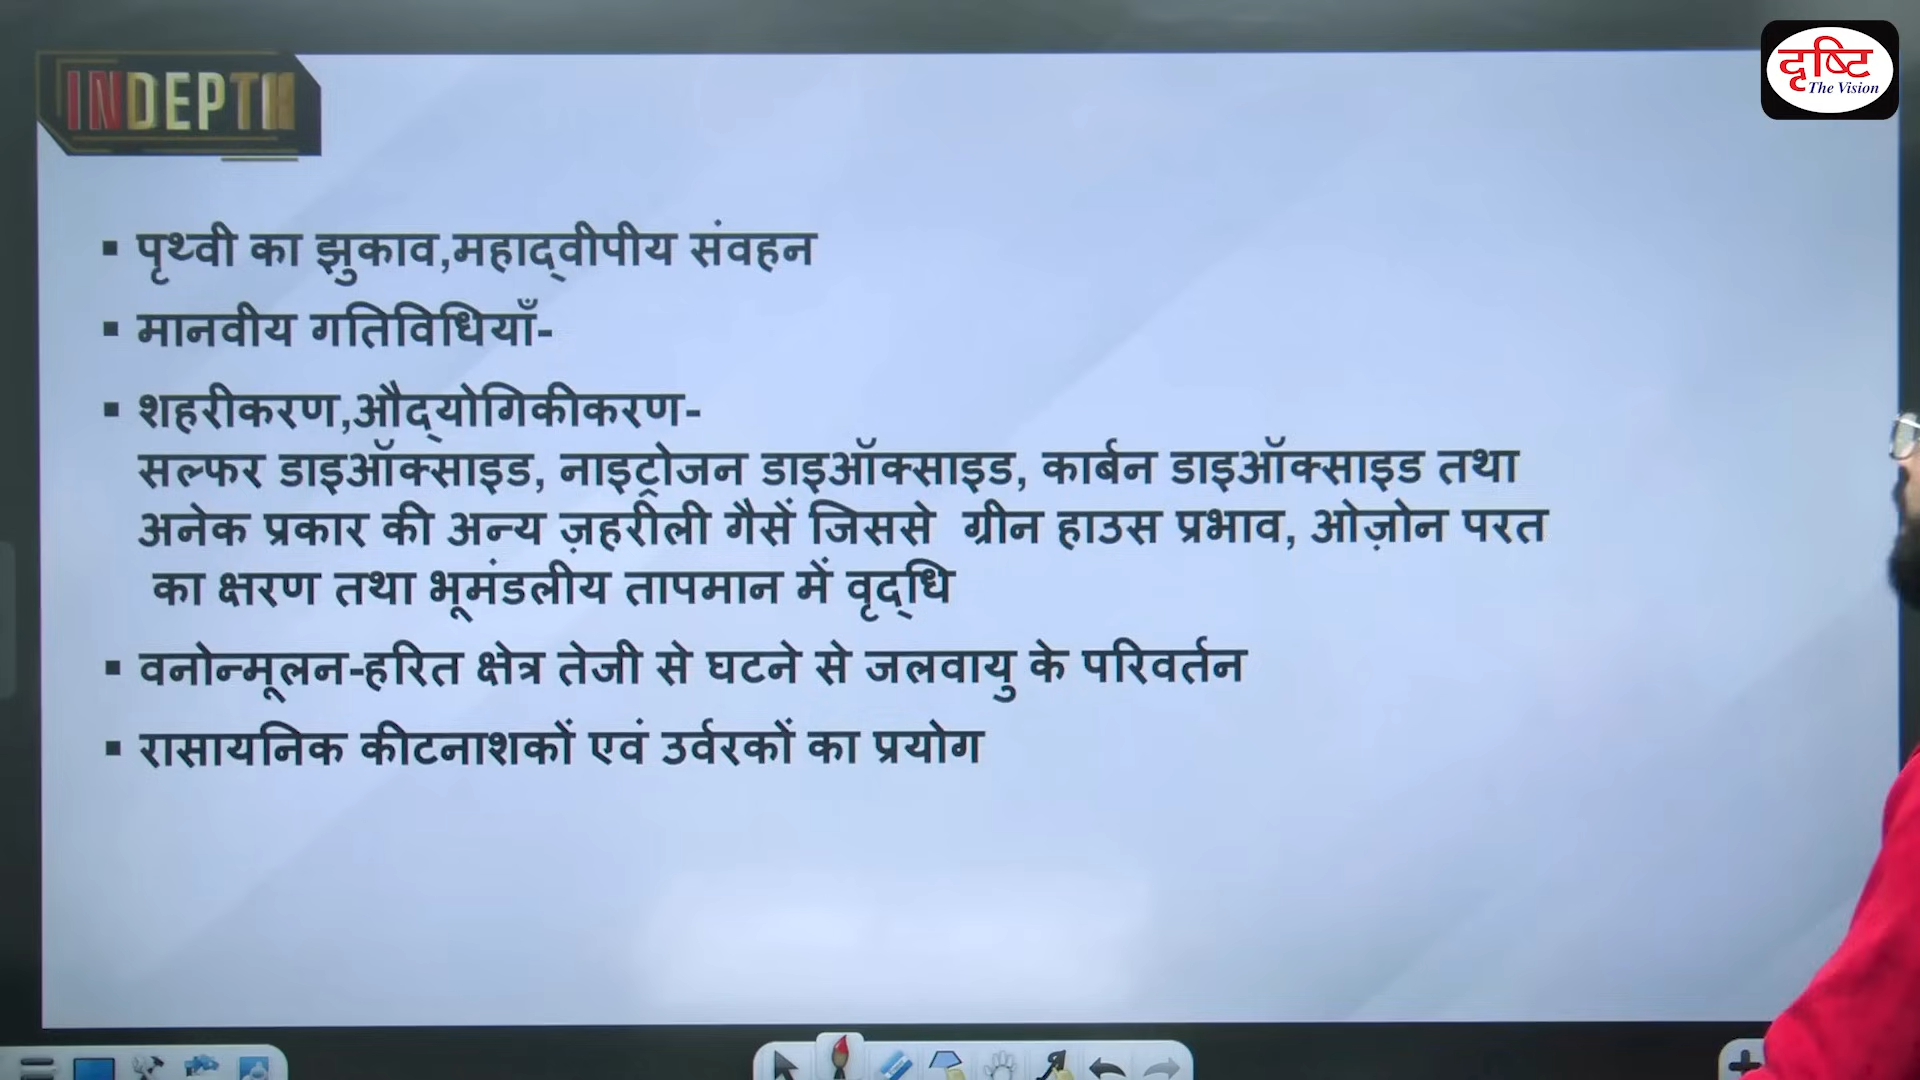 INDEPTH
दृष्टि
The Vision
▪ पृथ्वी का झुकाव,महाद्वीपीय संवहन
▪ मानवीय गतिविधियाँ-
▪ शहरीकरण,औद्योगिकीकरण-
सल्फर डाइऑक्साइड, नाइट्रोजन डाइऑक्साइड, कार्बन डाइऑक्साइड तथा
अनेक प्रकार की अन्य ज़हरीली गैसें जिससे ग्रीन हाउस प्रभाव, ओज़ोन परत
का क्षरण तथा भूमंडलीय तापमान में वृद्धि
▪ वनोन्मूलन-हरित क्षेत्र तेजी से घटने से जलवायु के परिवर्तन
▪ रासायनिक कीटनाशकों एवं उर्वरकों का प्रयोग